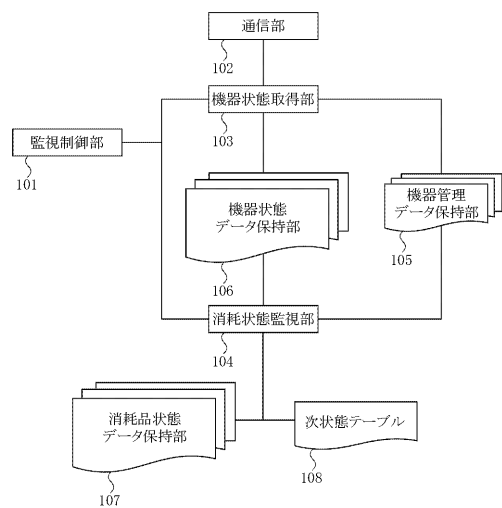 通信部
102
機器状態取得部
103
監視制御部
101
機器状態
データ保持部
106
機器管理
データ保持部
105
消耗状態監視部
104
消耗品状態
データ保持部
107
次状態テーブル
108